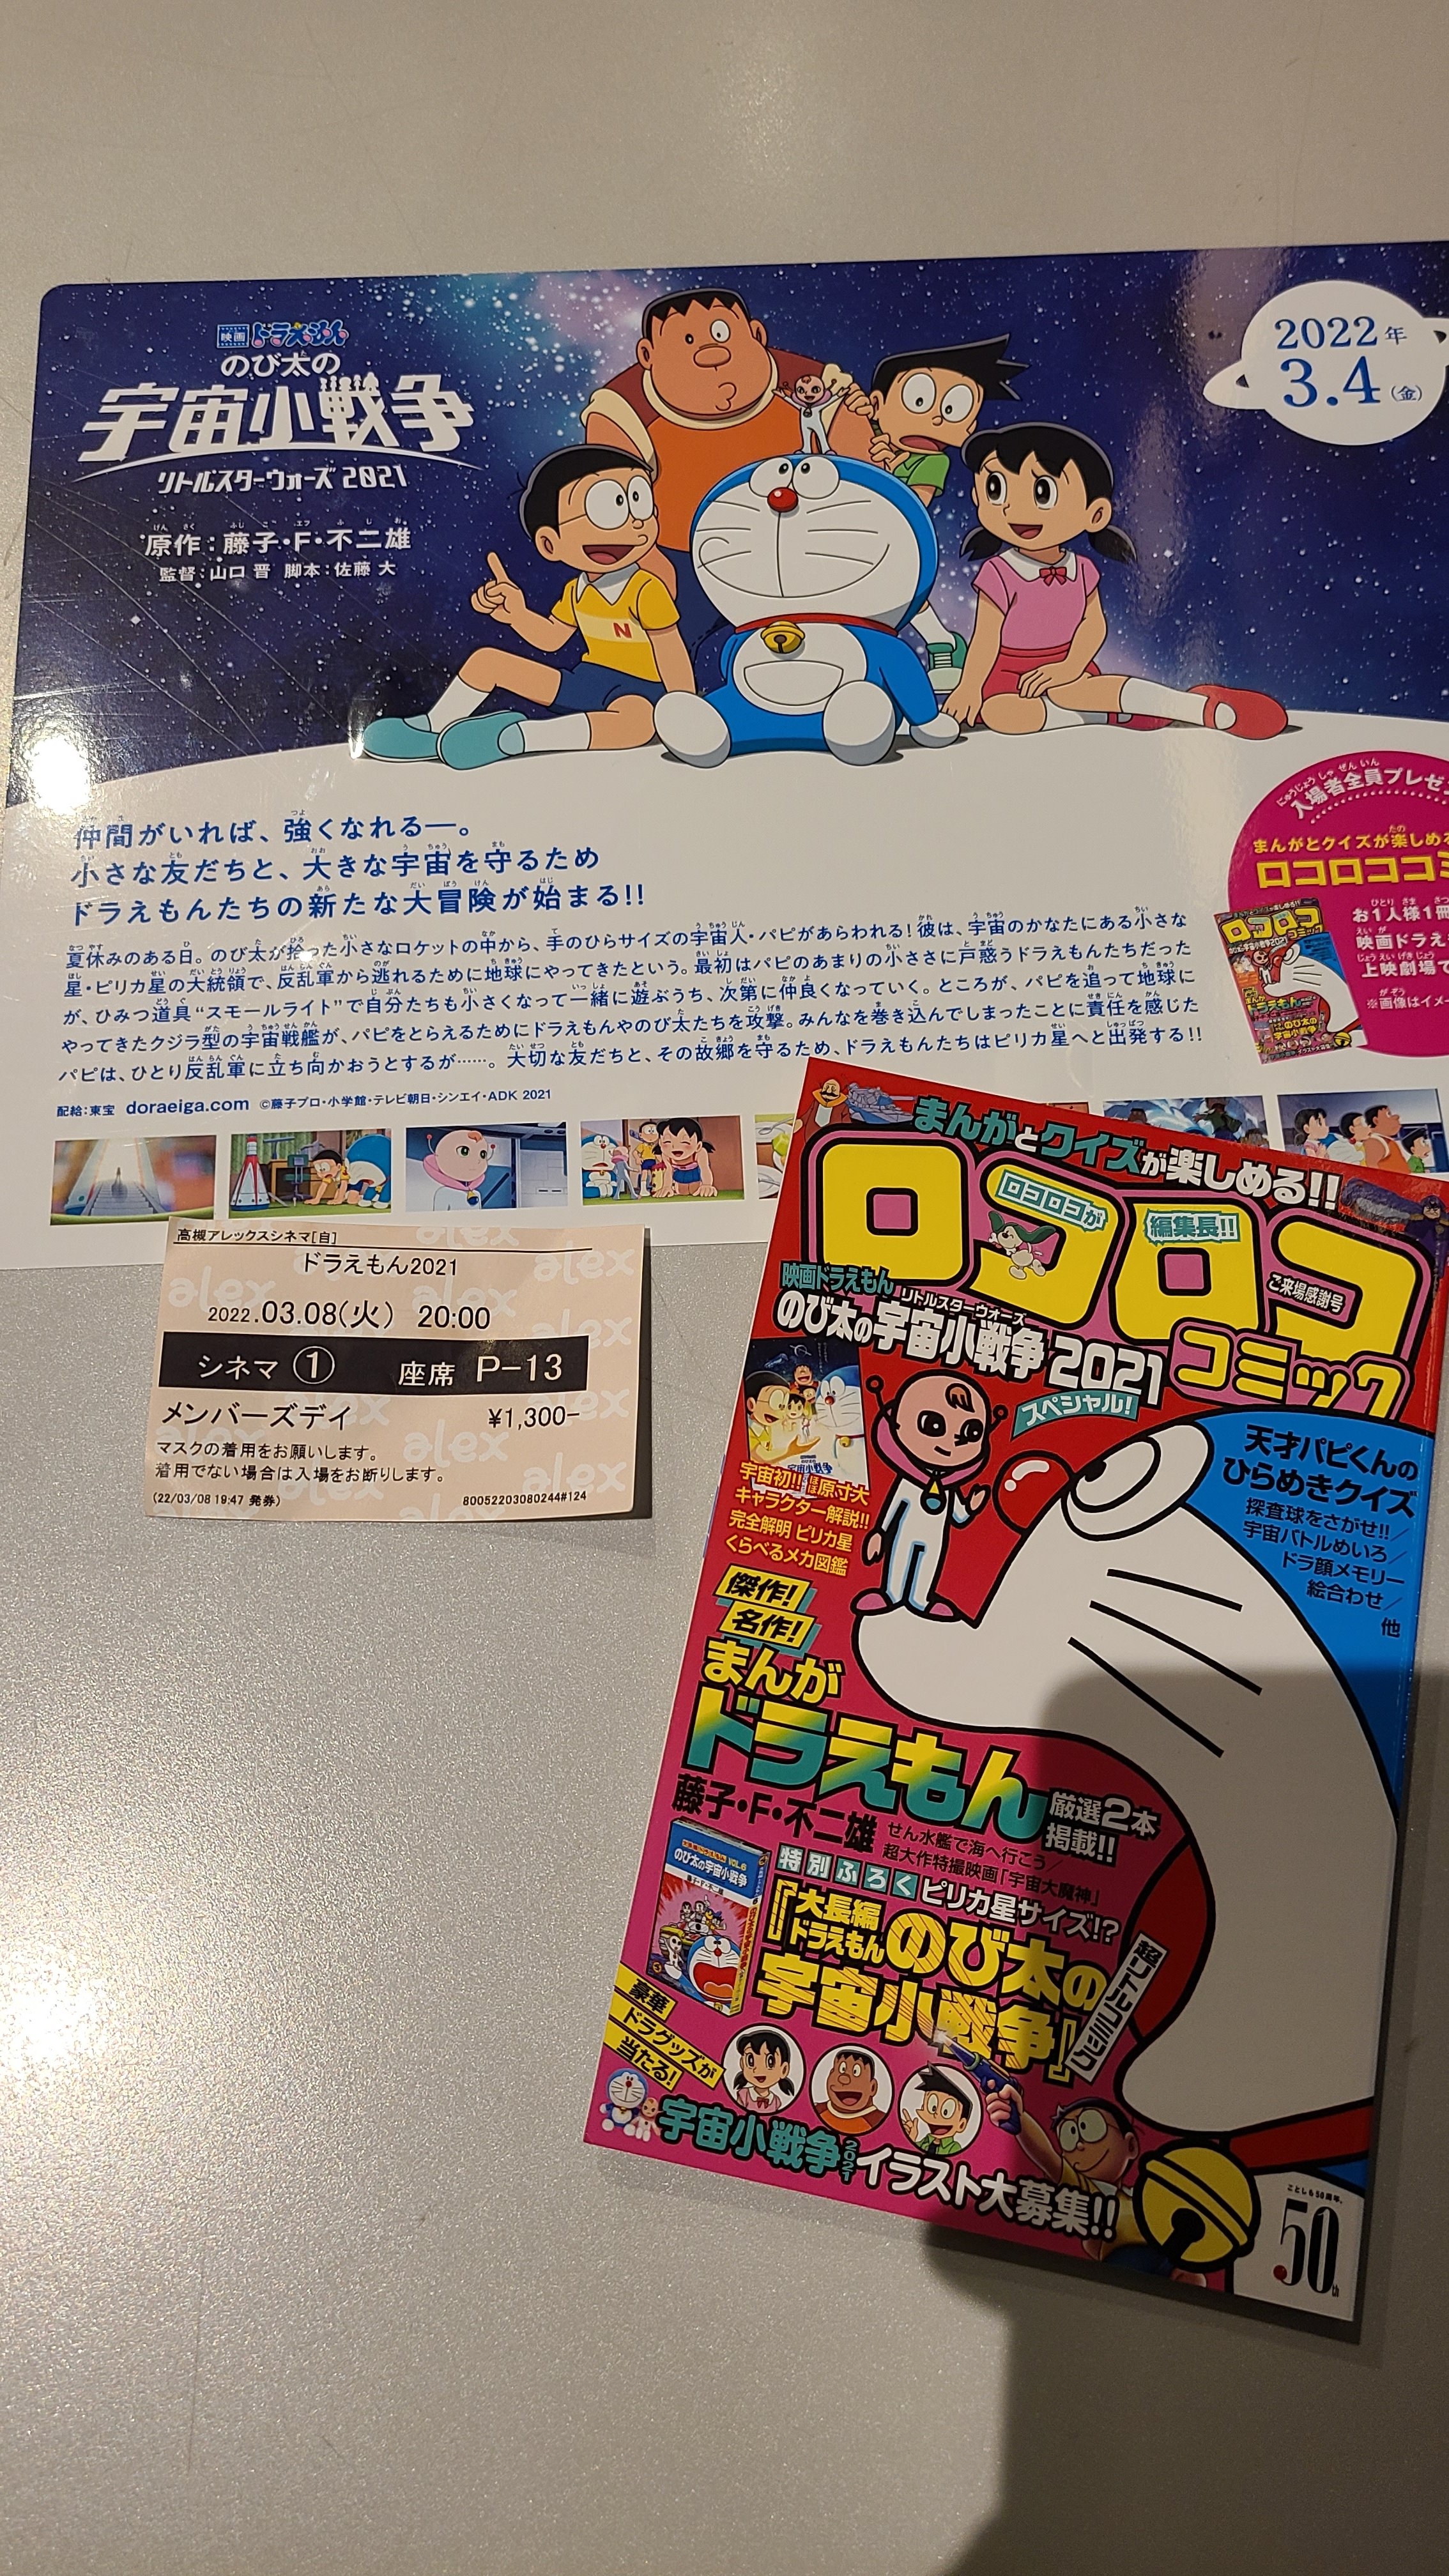 映画ドラえもん
のび太の
宇宙小戦争
リトルスターウォーズ 2021
原作：藤子・F・不二雄
監督：山口 晋 脚本：佐藤 大
2022年
3.4(金)
仲間がいれば、強くなれる―。
小さな友だちと、大きな宇宙を守るため
ドラえもんたちの新たな大冒険が始まる!!
夏休みのある日。のび太が拾った小さなロケットの中から、手のひらサイズの宇宙人・パピがあらわれる！彼は、宇宙のかなたにある小さな
星・ピリカ星の大統領で、反乱軍から逃れるために地球にやってきたという。最初はパピのあまりの小ささに戸惑うドラえもんたちだった
が、ひみつ道具“スモールライト”で自分たちも小さくなって一緒に遊ぶうち、次第に仲良くなっていく。ところが、パピを追って地球に
やってきたクジラ型の宇宙戦艦が、パピをとらえるためにドラえもんやのび太たちを攻撃。みんなを巻き込んでしまったことに責任を感じた
パピは、ひとり反乱軍に立ち向かおうとするが……。大切な友だちと、その故郷を守るため、ドラえもんたちはピリカ星へと出発する!!
配給：東宝 doraeiga.com ©藤子プロ・小学館・テレビ朝日・シンエイ・ADK 2021
入場者全員プレゼ
まんがとクイズが楽しめる
ロコロココミ
お1人様1冊
映画ドラえ
上映劇場で
※画像はイメー
高槻アレックスシネマ[自]
ドラえもん2021
2022.03.08(火) 20:00
シネマ ① 座席 P-13
メンバーズデイ ¥1,300-
マスクの着用をお願いします。
着用でない場合は入場をお断りします。
(22/03/08 19:47 発券) 80052203080244#124
まんがとクイズが楽しめる!!
ロコロコ
コミック
ロコロコが
編集長!!
ご来場感謝号
映画ドラえもん
のび太の宇宙小戦争 2021
リトルスターウォーズ
スペシャル!
宇宙初!! ほぼ原寸大
キャラクター解説!!
完全解明 ピリカ星
くらべるメカ図鑑
天才パピくんの
ひらめきクイズ
探査球をさがせ!!／
宇宙バトルめいろ／
ドラ顔メモリー
絵合わせ／
他
傑作!
名作!
まんが
ドラえもん
厳選2本
掲載!!
藤子・F・不二雄
せん水艦で海へ行こう／
超大作特撮映画「宇宙大魔神」
特別ふろく ピリカ星サイズ!?
『大長編
ドラえもん のび太の
宇宙小戦争』
超リトルコミック
VOL.6
のび太の宇宙小戦争
豪華
ドラグッズが
当たる!
宇宙小戦争2021イラスト大募集!!
ことしも50周年。
50th